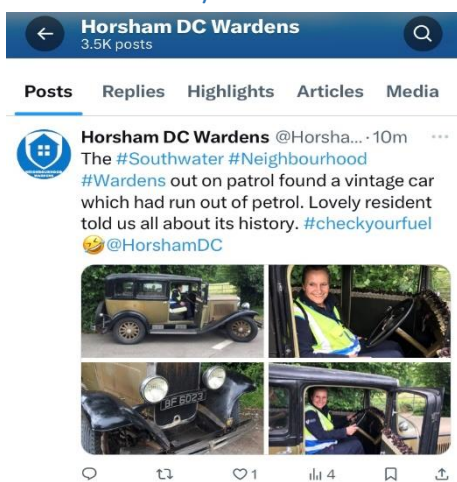 Horsham DC Wardens
3.5K posts
Posts Replies Highlights Articles Media
Horsham DC Wardens @Horsha... · 10m
The #Southwater #Neighbourhood
#Wardens out on patrol found a vintage car
which had run out of petrol. Lovely resident
told us all about its history. #checkyourfuel
🤣@HorshamDC
BF 6023
1 4